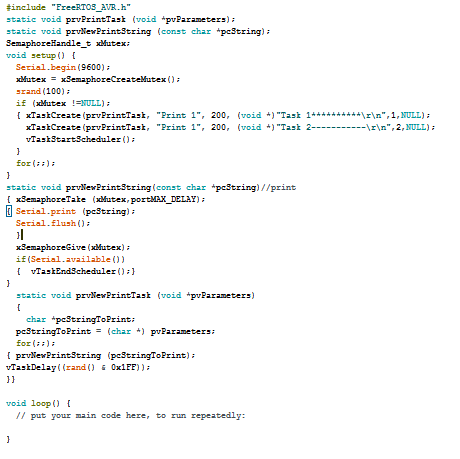 #include "FreeRTOS_AVR.h"
static void prvPrintTask (void *pvParameters);
static void prvNewPrintString (const char *pcString);
SemaphoreHandle_t xMutex;
void setup() {
Serial.begin(9600);
xMutex = xSemaphoreCreateMutex();
srand(100);
if (xMutex !=NULL);
{ xTaskCreate(prvPrintTask, "Print 1", 200, (void *)"Task 1**********\r\n",1,NULL);
xTaskCreate(prvPrintTask, "Print 1", 200, (void *)"Task 2-----------\r\n",2,NULL);
vTaskStartScheduler();
}
for(;;);
}
static void prvNewPrintString(const char *pcString)//print
{ xSemaphoreTake (xMutex,portMAX_DELAY);
{ Serial.print (pcString);
Serial.flush();
}
xSemaphoreGive(xMutex);
if(Serial.available())
{ vTaskEndScheduler();}
}
static void prvNewPrintTask (void *pvParameters)
{
char *pcStringToPrint;
pcStringToPrint = (char *) pvParameters;
for(;;);
{ prvNewPrintString (pcStringToPrint);
vTaskDelay((rand() & 0x1FF));
}}
void loop() {
// put your main code here, to run repeatedly:
}